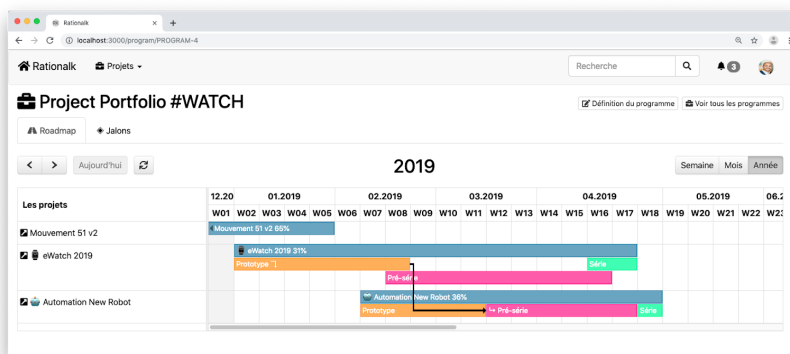 Rationalk
localhost:3000/program/PROGRAM-4
Rationalk Projets Recherche 3
Project Portfolio #WATCH Définition du programme Voir tous les programmes
Roadmap Jalons
Aujourd'hui 2019 Semaine Mois Année
Les projets 12.20 01.2019 02.2019 03.2019 04.2019 05.2019 06.2
W01 W02 W03 W04 W05 W06 W07 W08 W09 W10 W11 W12 W13 W14 W15 W16 W17 W18 W19 W20 W21 W22 W23
Mouvement 51 v2 Mouvement 51 v2 65%
eWatch 2019 eWatch 2019 31%
Prototype Série
Pré-série
Automation New Robot Automation New Robot 36%
Prototype Pré-série Série